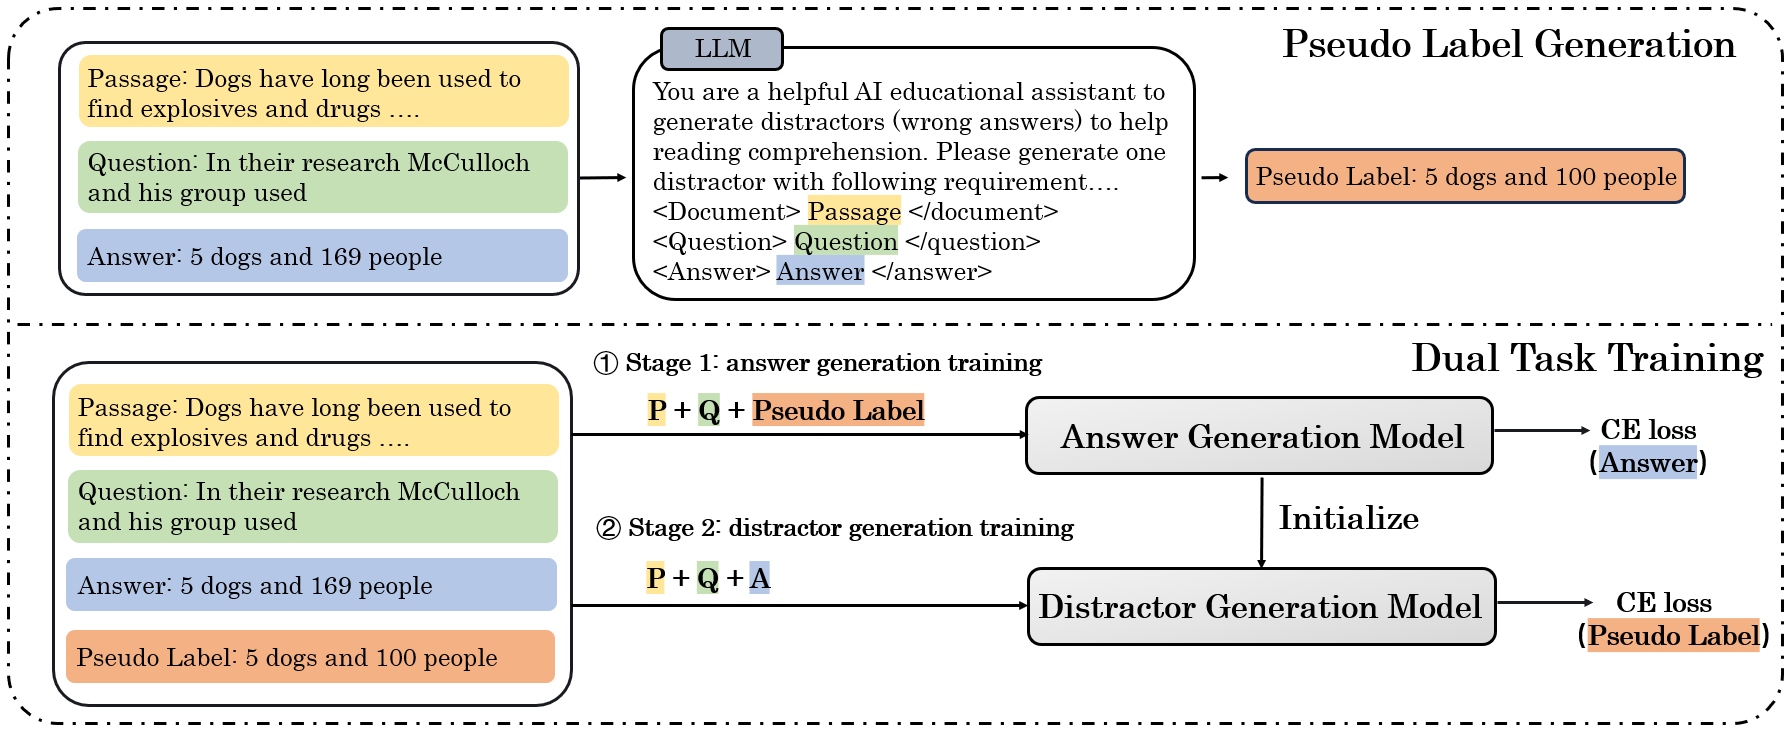 Pseudo Label Generation
Passage: Dogs have long been used to
find explosives and drugs ….
Question: In their research McCulloch
and his group used
Answer: 5 dogs and 169 people
LLM
You are a helpful AI educational assistant to
generate distractors (wrong answers) to help
reading comprehension. Please generate one
distractor with following requirement….
<Document> Passage </document>
<Question> Question </question>
<Answer> Answer </answer>
Pseudo Label: 5 dogs and 100 people
Dual Task Training
Passage: Dogs have long been used to
find explosives and drugs ….
Question: In their research McCulloch
and his group used
Answer: 5 dogs and 169 people
Pseudo Label: 5 dogs and 100 people
① Stage 1: answer generation training
P + Q + Pseudo Label
Answer Generation Model
CE loss
(Answer)
Initialize
② Stage 2: distractor generation training
P + Q + A
Distractor Generation Model
CE loss
(Pseudo Label)